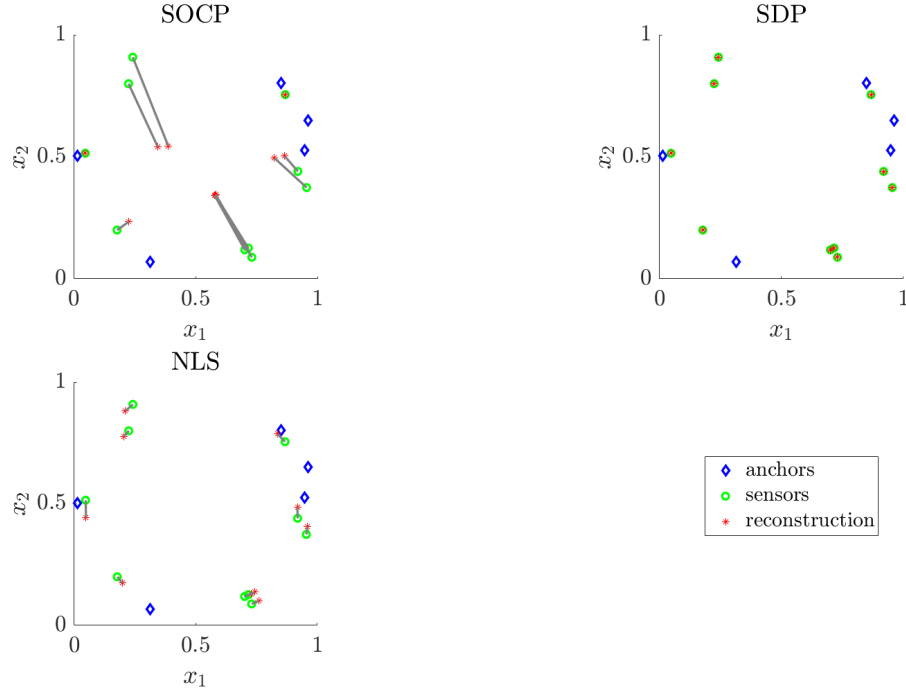 SOCP
1
0.5
0
x₂
0 0.5 1
x₁
SDP
1
0.5
0
x₂
0 0.5 1
x₁
NLS
1
0.5
0
x₂
0 0.5 1
x₁
anchors
sensors
reconstruction